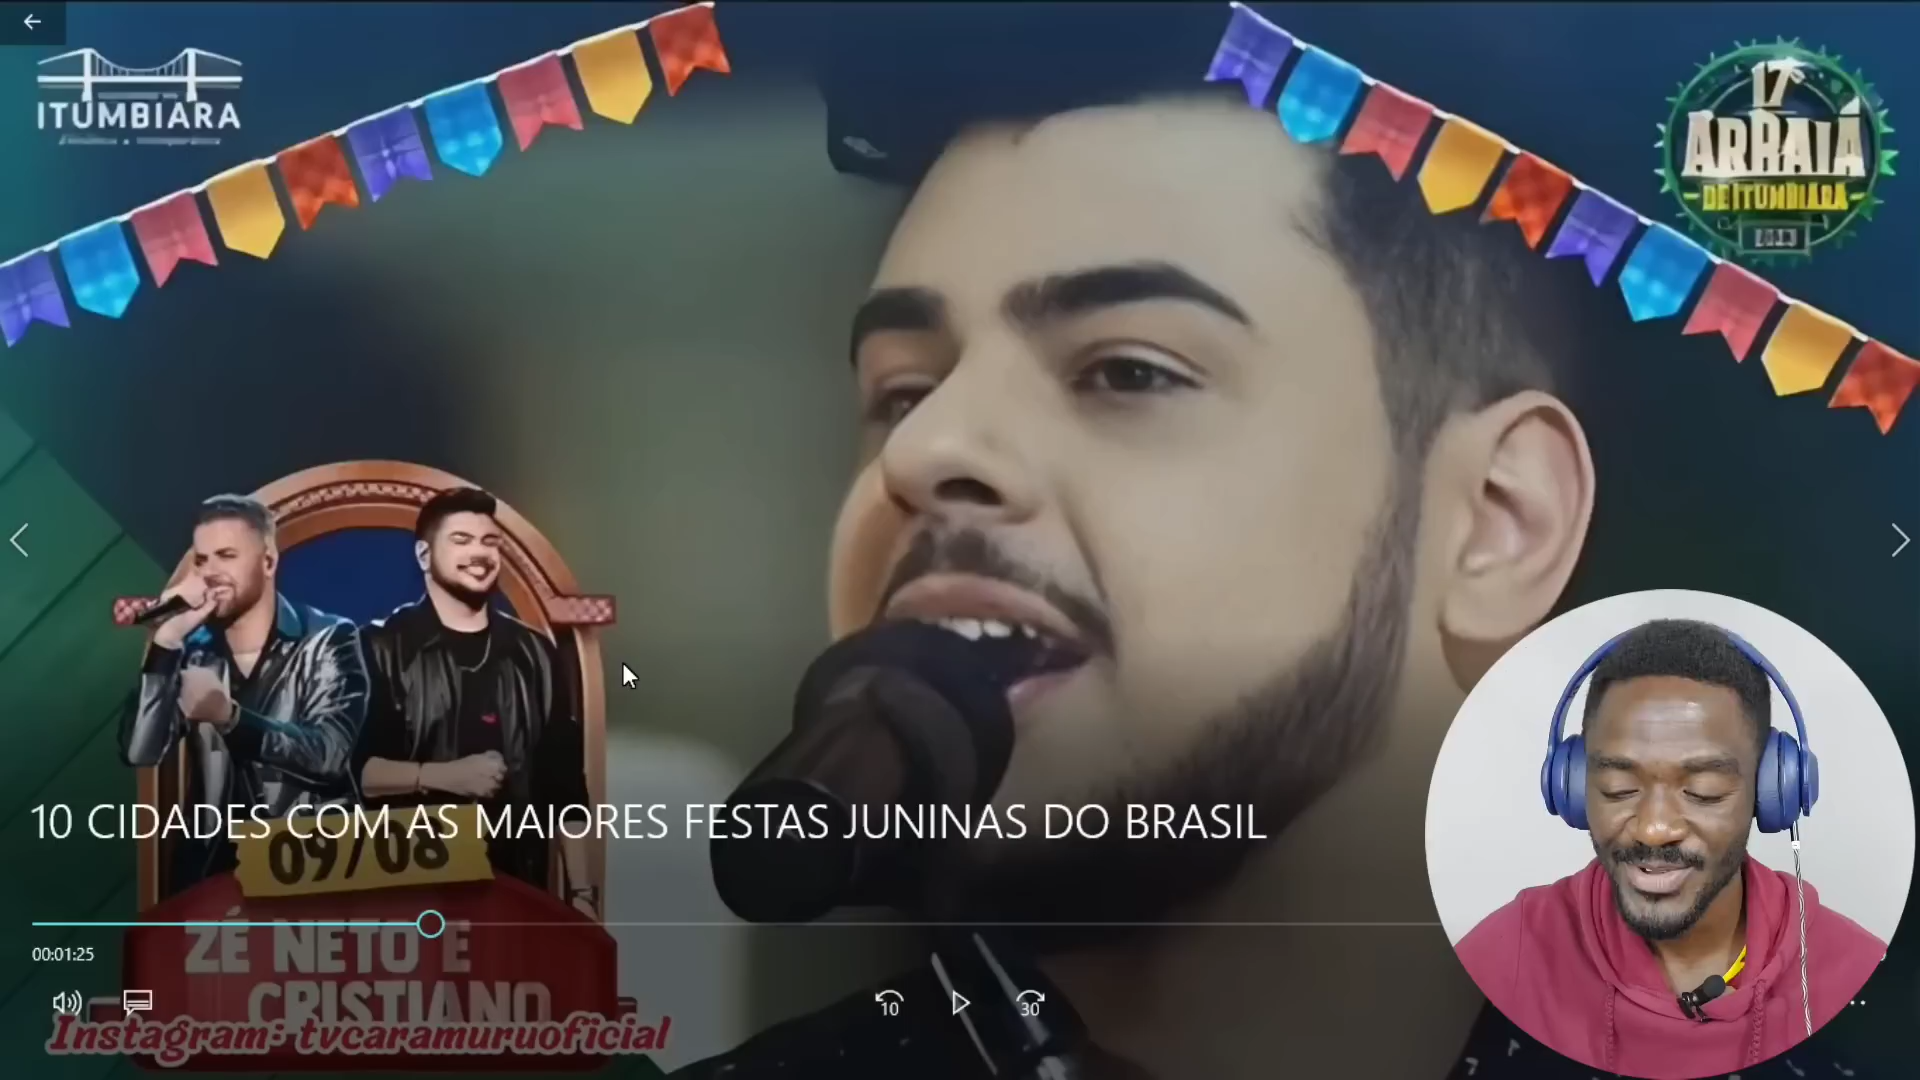 ITUMBIARA
17º
ARRAIÁ
DE ITUMBIARA
10 CIDADES COM AS MAIORES FESTAS JUNINAS DO BRASIL
09/08
ZÉ NETO E
CRISTIANO
00:01:25
10
30
Instagram: tvcaramuruoficial